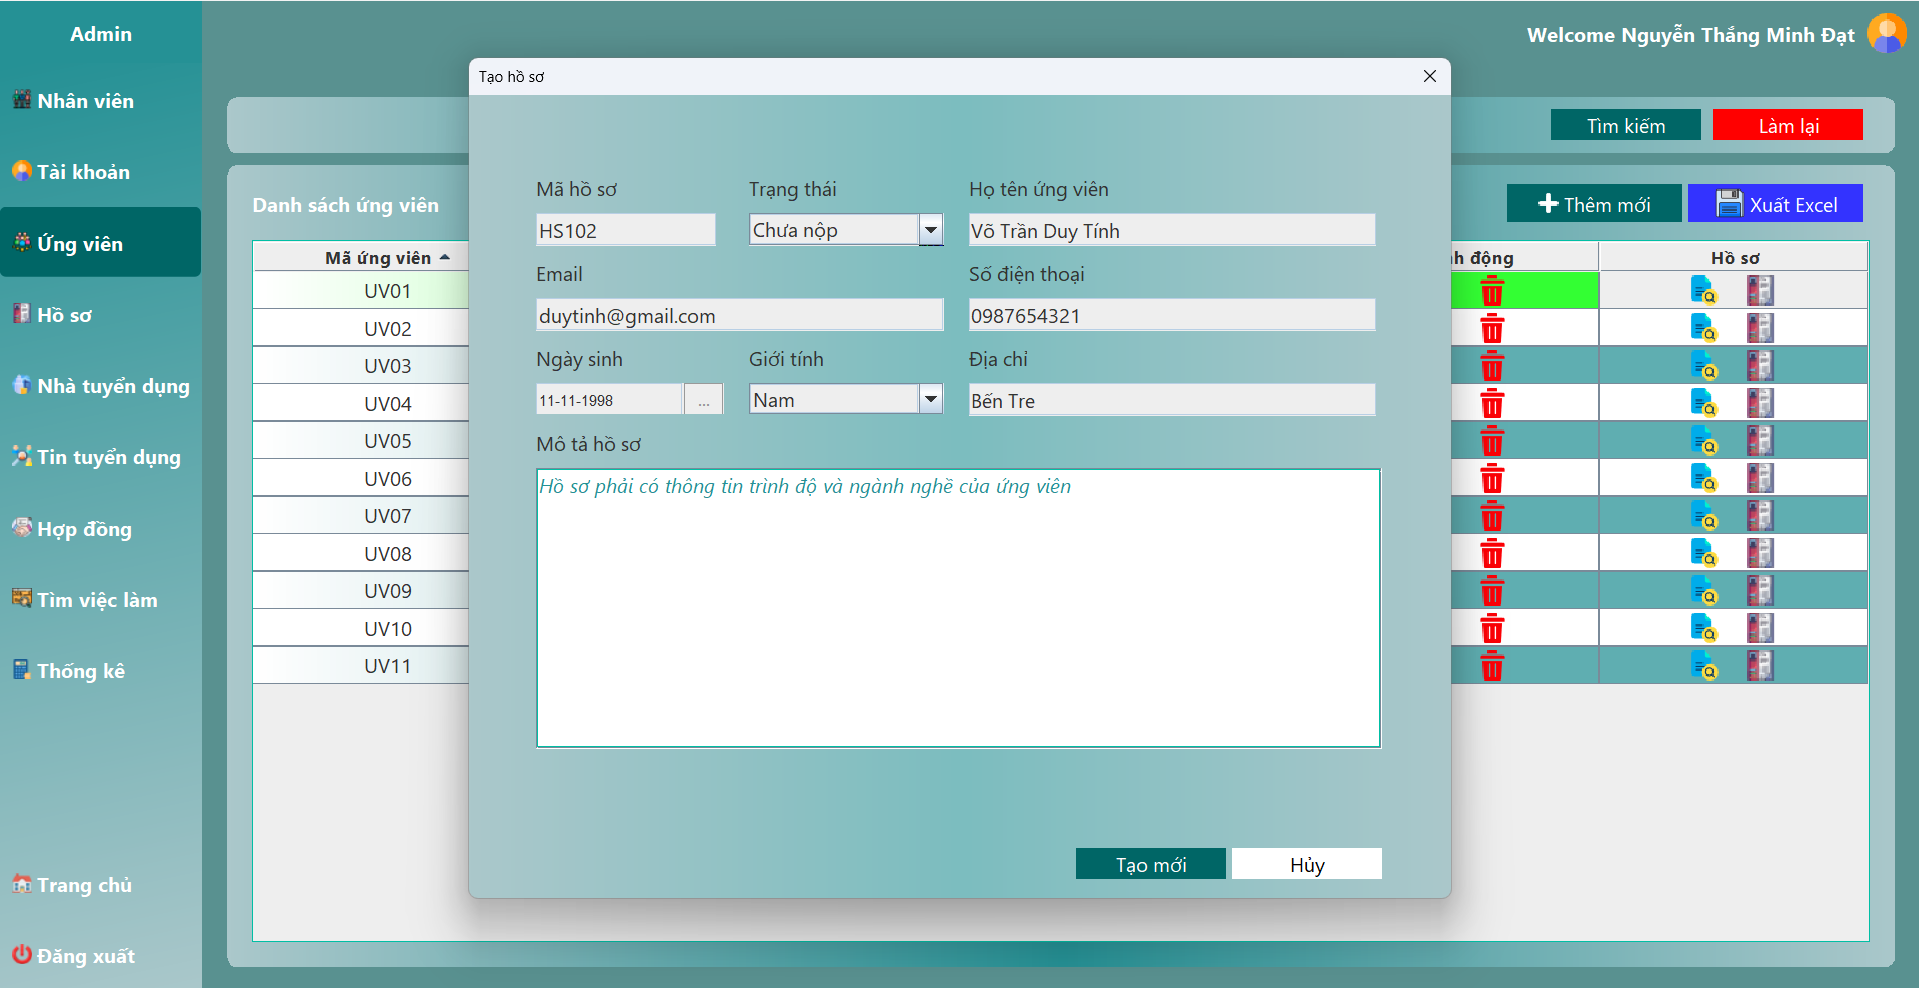 Admin
Welcome Nguyễn Thắng Minh Đạt
Nhân viên
Tài khoản
Ứng viên
Hồ sơ
Nhà tuyển dụng
Tin tuyển dụng
Hợp đồng
Tìm việc làm
Thống kê
Trang chủ
Đăng xuất
Tìm kiếm
Làm lại
Danh sách ứng viên
Thêm mới
Xuất Excel
Mã ứng viên
h động
Hồ sơ
UV01
UV02
UV03
UV04
UV05
UV06
UV07
UV08
UV09
UV10
UV11
Tạo hồ sơ
Mã hồ sơ
Trạng thái
Họ tên ứng viên
HS102
Chưa nộp
Võ Trần Duy Tính
Email
Số điện thoại
duytinh@gmail.com
0987654321
Ngày sinh
Giới tính
Địa chỉ
11-11-1998
...
Nam
Bến Tre
Mô tả hồ sơ
Hồ sơ phải có thông tin trình độ và ngành nghề của ứng viên
Tạo mới
Hủy